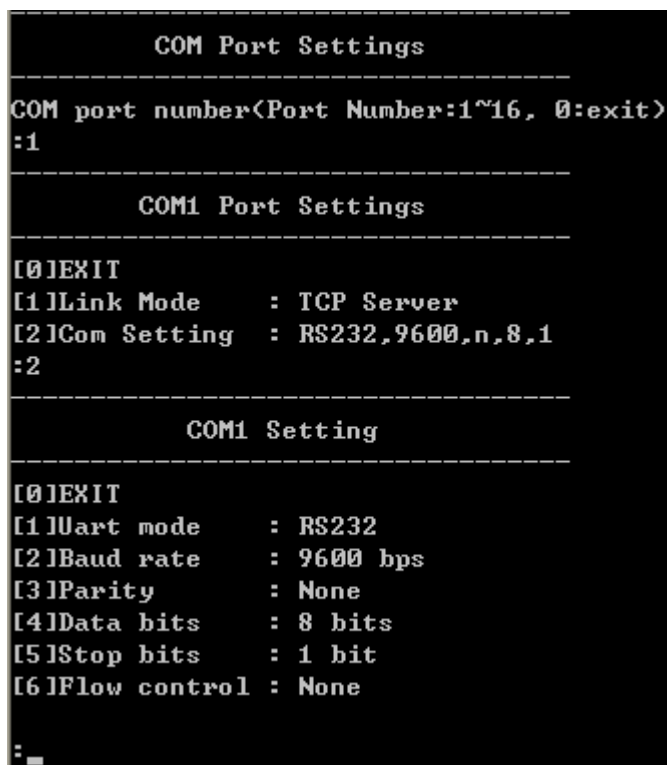 COM Port Settings
COM port number(Port Number:1~16, 0:exit)
:1
COM1 Port Settings
[0]EXIT
[1]Link Mode : TCP Server
[2]Com Setting : RS232,9600,n,8,1
:2
COM1 Setting
[0]EXIT
[1]Uart mode : RS232
[2]Baud rate : 9600 bps
[3]Parity : None
[4]Data bits : 8 bits
[5]Stop bits : 1 bit
[6]Flow control : None
:_